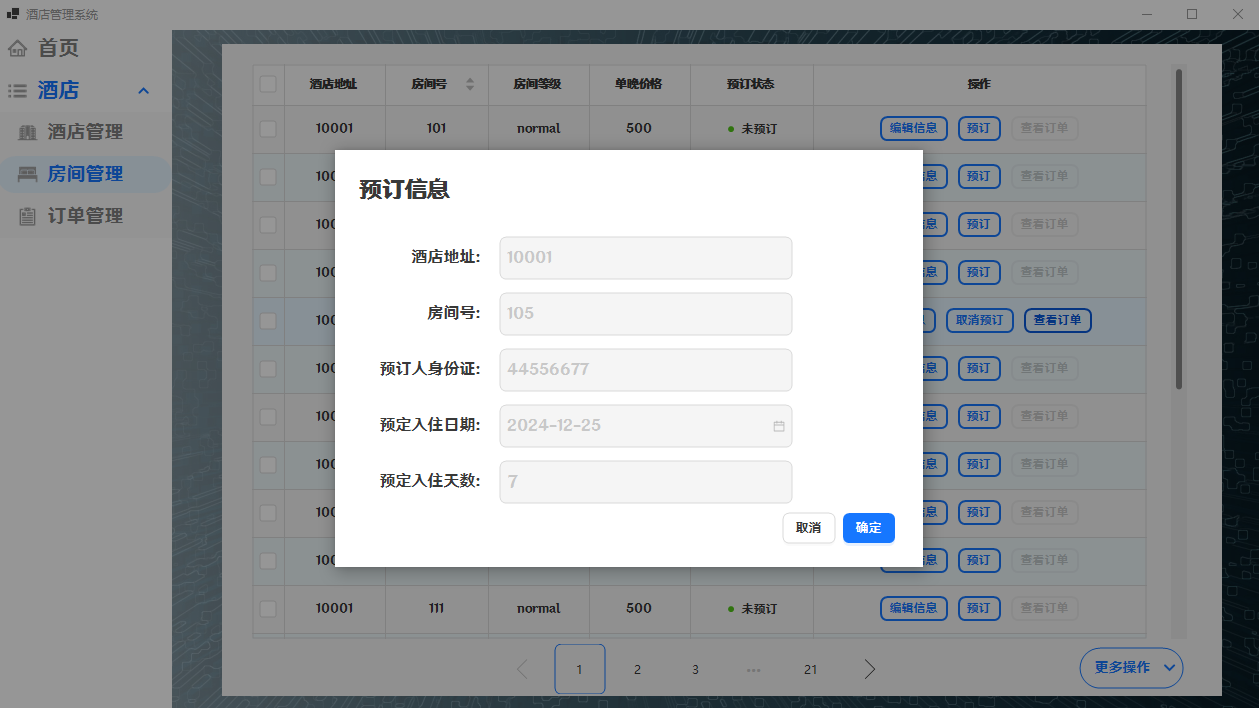 酒店管理系统
首页
酒店
酒店管理
房间管理
订单管理
酒店地址 房间号 房间等级 单晚价格 预订状态 操作
10001 101 normal 500 未预订 编辑信息 预订 查看订单
预订 查看订单
预订 查看订单
预订 查看订单
取消预订 查看订单
预订 查看订单
预订 查看订单
预订 查看订单
预订 查看订单
预订 查看订单
10001 111 normal 500 未预订 编辑信息 预订 查看订单
预订信息
酒店地址: 10001
房间号: 105
预订人身份证: 44556677
预定入住日期: 2024-12-25
预定入住天数: 7
取消 确定
1 2 3 ••• 21
更多操作